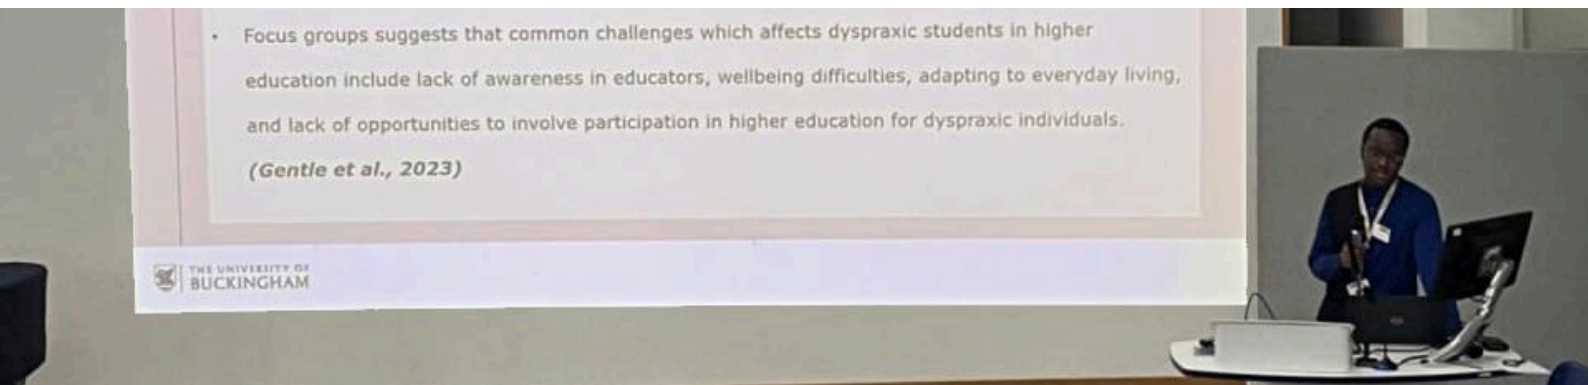 • Focus groups suggests that common challenges which affects dyspraxic students in higher
education include lack of awareness in educators, wellbeing difficulties, adapting to everyday living,
and lack of opportunities to involve participation in higher education for dyspraxic individuals.
(Gentle et al., 2023)
THE UNIVERSITY OF
BUCKINGHAM